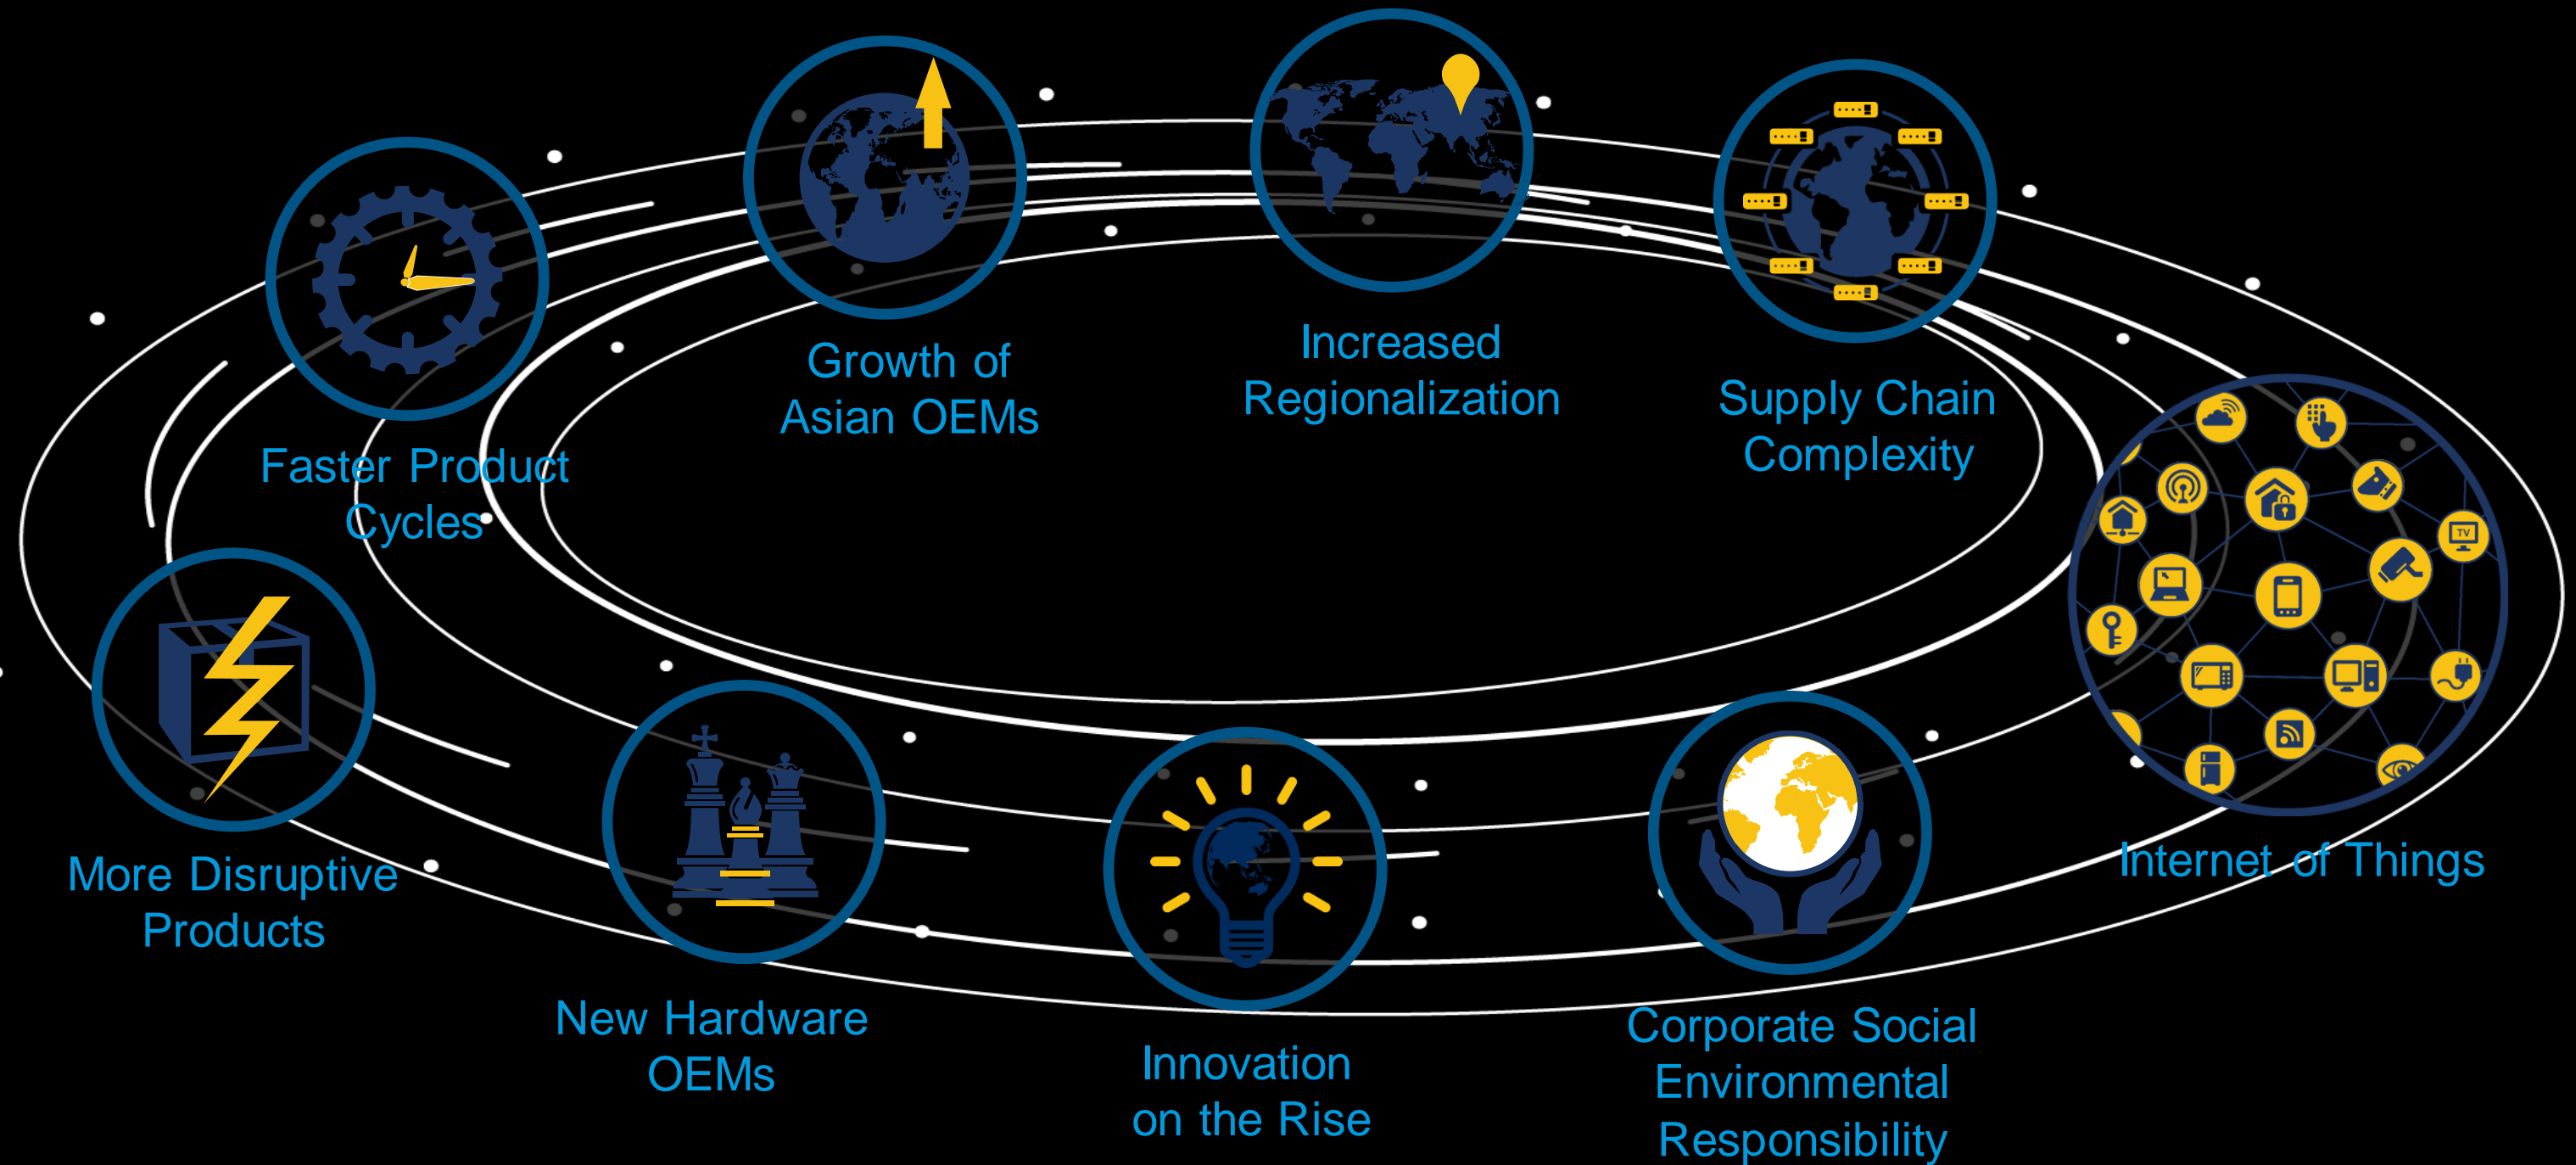 Faster Product
Cycles
Growth of
Asian OEMs
Increased
Regionalization
Supply Chain
Complexity
TV
Internet of Things
More Disruptive
Products
New Hardware
OEMs
Innovation
on the Rise
Corporate Social
Environmental
Responsibility